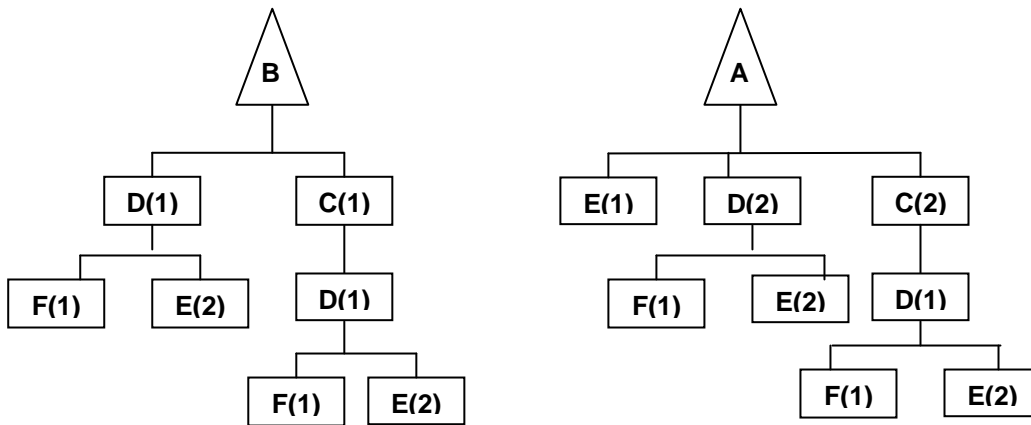 B A
D(1) C(1) E(1) D(2) C(2)
F(1) E(2) D(1) F(1) E(2) D(1)
F(1) E(2) F(1) E(2)